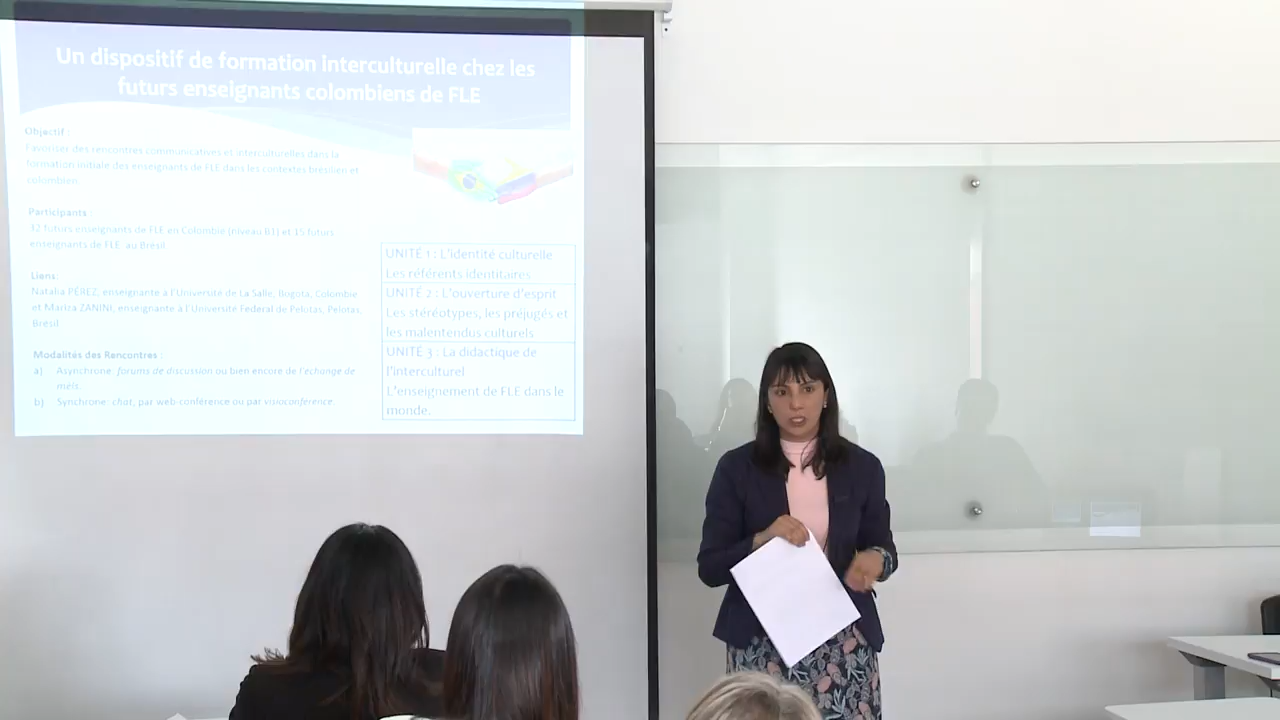 Un dispositif de formation interculturelle chez les
futurs enseignants colombiens de FLE
Objectif :
Favoriser des rencontres communicatives et interculturelles dans la
formation initiale des enseignants de FLE dans les contextes brésilien et
colombien.
Participants :
32 futurs enseignants de FLE en Colombie (niveau B1) et 15 futurs
enseignants de FLE au Brésil.
Liens:
Natalia PÉREZ, enseignante à l'Université de La Salle, Bogota, Colombie
et Mariza ZANINI, enseignante à l'Université Federal de Pelotas, Pelotas,
Brésil
Modalités des Rencontres :
a) Asynchrone: forums de discussion ou bien encore de l'échange de
mels.
b) Synchrone: chat, par web-conférence ou par visioconférence.
UNITÉ 1 : L'identité culturelle
Les référents identitaires
UNITÉ 2 : L'ouverture d'esprit
Les stéréotypes, les préjugés et
les malentendus culturels
UNITÉ 3 : La didactique de
l'interculturel
L'enseignement de FLE dans le
monde.